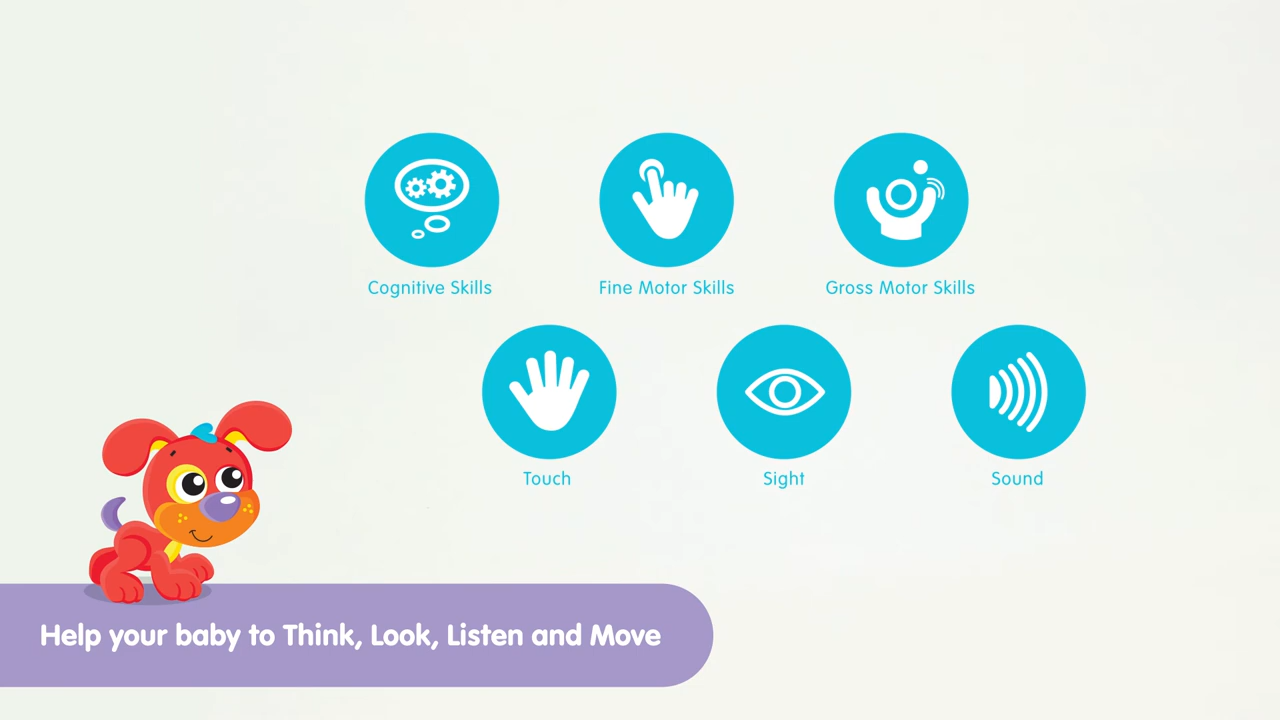 Cognitive Skills
Fine Motor Skills
Gross Motor Skills
Touch
Sight
Sound
Help your baby to Think, Look, Listen and Move